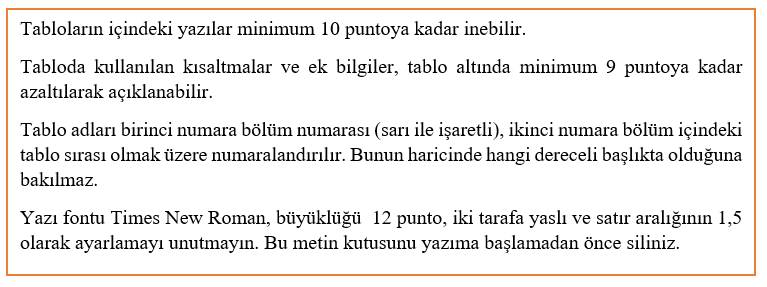 Tabloların içindeki yazılar minimum 10 puntoya kadar inebilir.
Tabloda kullanılan kısaltmalar ve ek bilgiler, tablo altında minimum 9 puntoya kadar
azaltılarak açıklanabilir.
Tablo adları birinci numara bölüm numarası (sarı ile işaretli), ikinci numara bölüm içindeki
tablo sırası olmak üzere numaralandırılır. Bunun haricinde hangi dereceli başlıkta olduğuna
bakılmaz.
Yazı fontu Times New Roman, büyüklüğü  12 punto, iki tarafa yaslı ve satır aralığının 1,5
olarak ayarlamayı unutmayın. Bu metin kutusunu yazıma başlamadan önce siliniz.